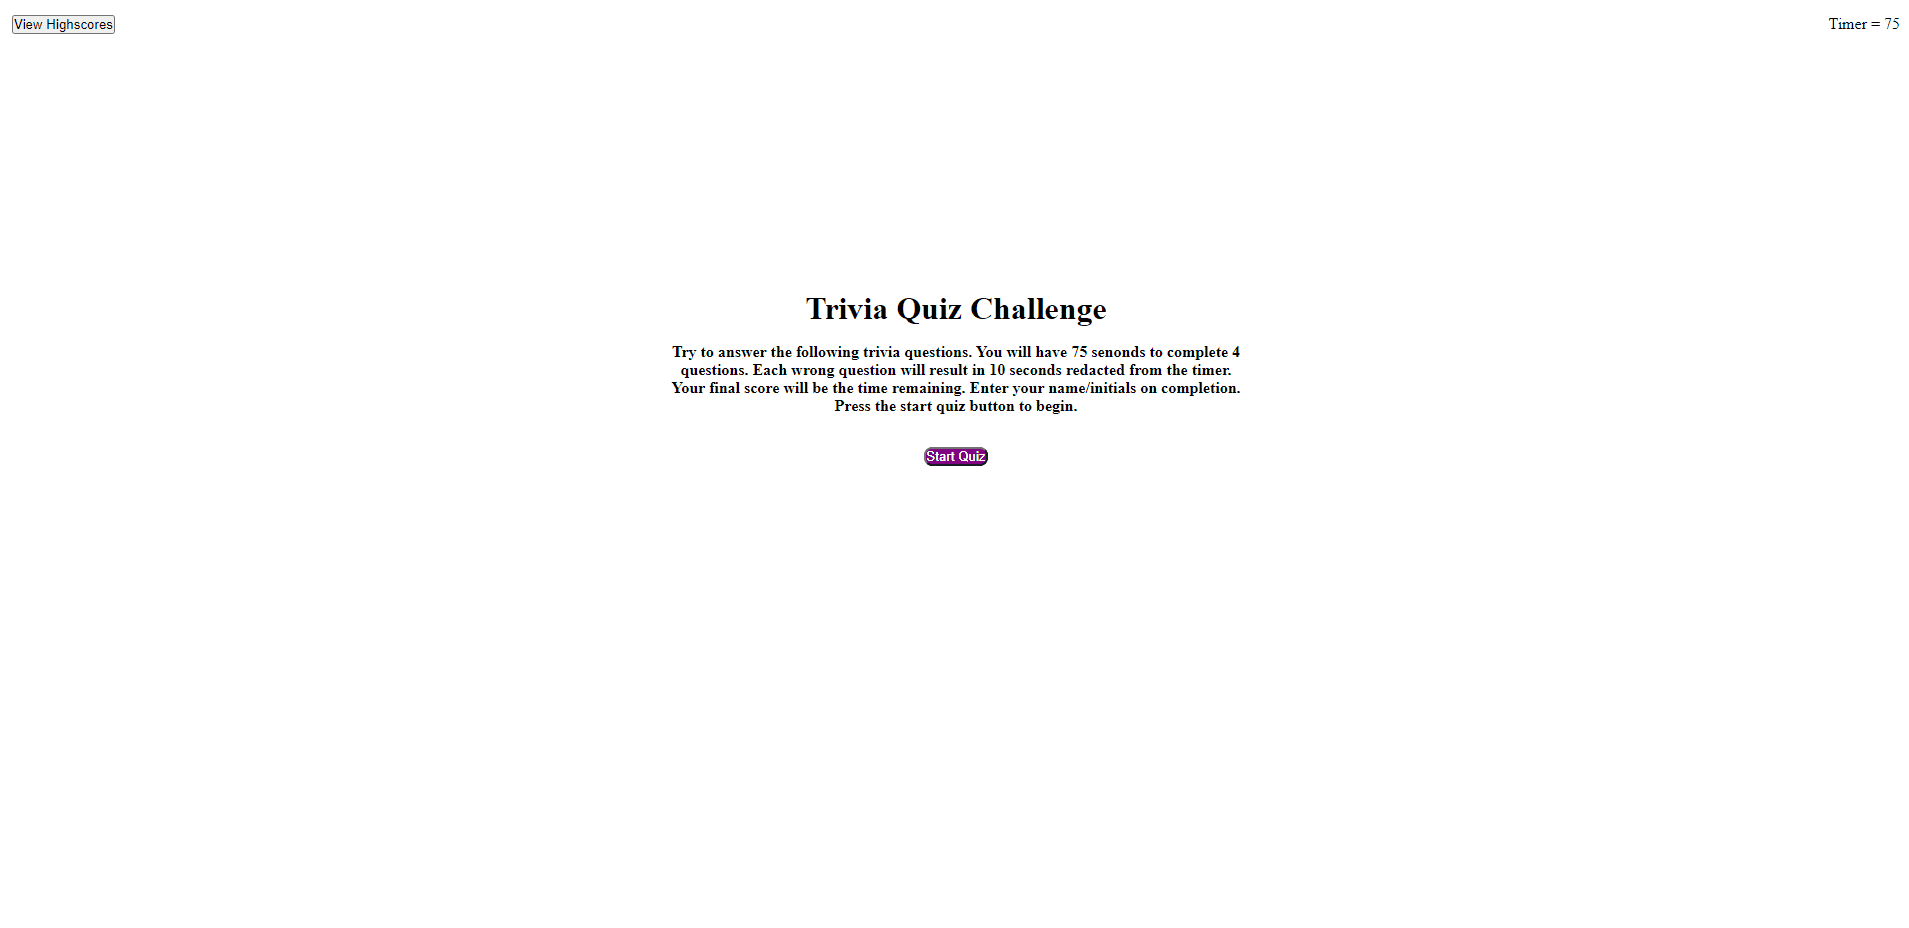 View Highscores
Timer = 75
Trivia Quiz Challenge
Try to answer the following trivia questions. You will have 75 senonds to complete 4
questions. Each wrong question will result in 10 seconds redacted from the timer.
Your final score will be the time remaining. Enter your name/initials on completion.
Press the start quiz button to begin.
Start Quiz